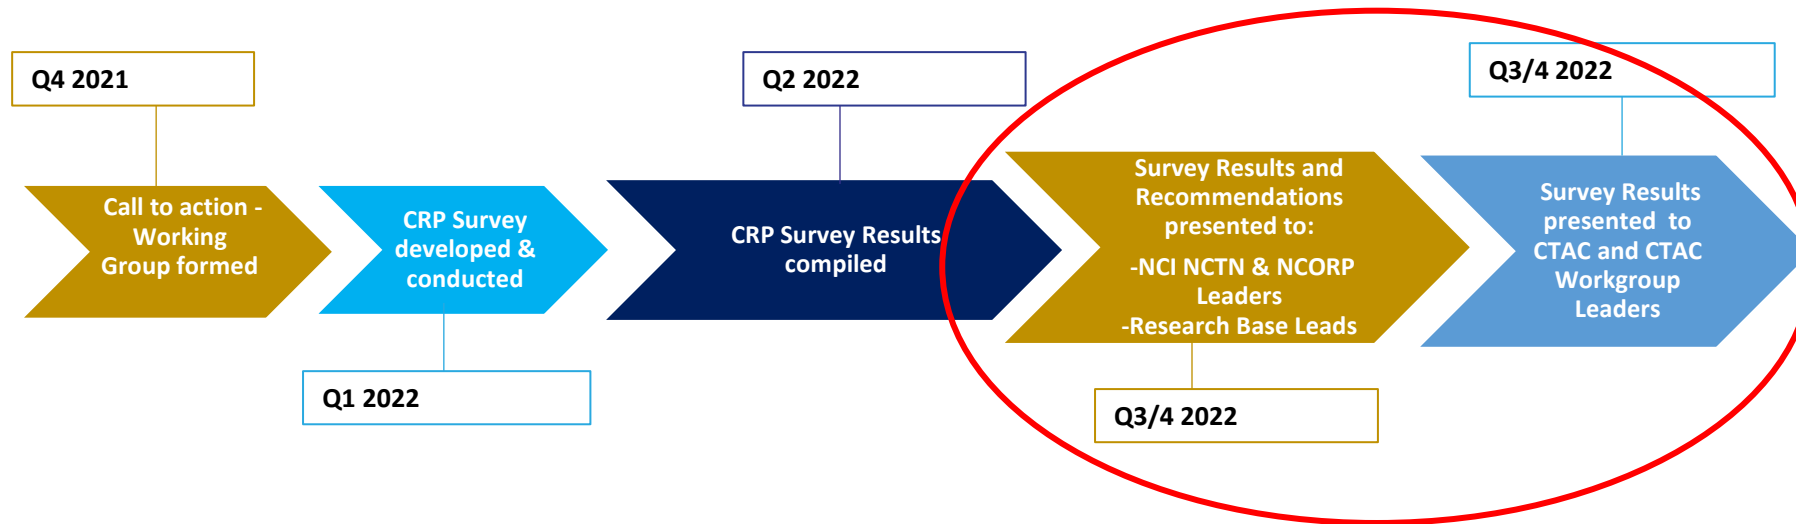 Q4 2021
Call to action -
Working
Group formed
CRP Survey
developed &
conducted
Q1 2022
Q2 2022
CRP Survey Results
compiled
Survey Results and
Recommendations
presented to:
-NCI NCTN & NCORP
Leaders
-Research Base Leads
Q3/4 2022
Q3/4 2022
Survey Results
presented to
CTAC and CTAC
Workgroup
Leaders